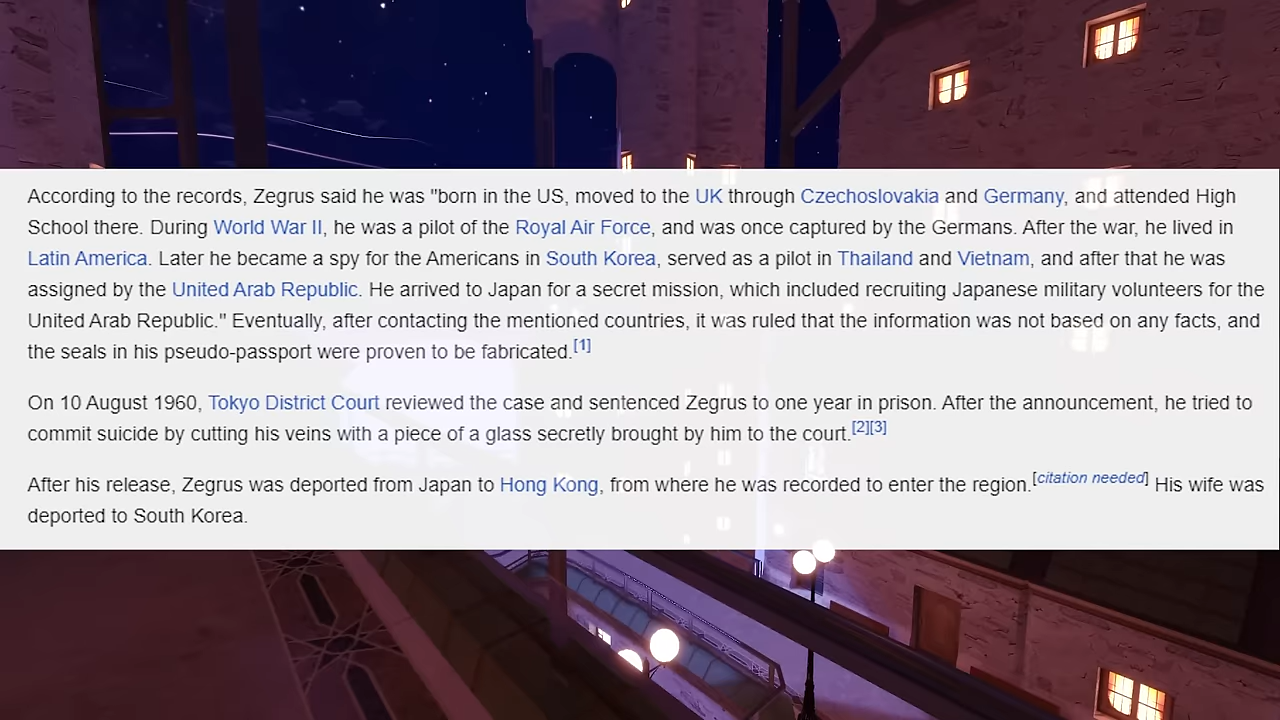 According to the records, Zegrus said he was "born in the US, moved to the UK through Czechoslovakia and Germany, and attended High
School there. During World War II, he was a pilot of the Royal Air Force, and was once captured by the Germans. After the war, he lived in
Latin America. Later he became a spy for the Americans in South Korea, served as a pilot in Thailand and Vietnam, and after that he was
assigned by the United Arab Republic. He arrived to Japan for a secret mission, which included recruiting Japanese military volunteers for the
United Arab Republic." Eventually, after contacting the mentioned countries, it was ruled that the information was not based on any facts, and
the seals in his pseudo-passport were proven to be fabricated.[1]
On 10 August 1960, Tokyo District Court reviewed the case and sentenced Zegrus to one year in prison. After the announcement, he tried to
commit suicide by cutting his veins with a piece of a glass secretly brought by him to the court.[2][3]
After his release, Zegrus was deported from Japan to Hong Kong, from where he was recorded to enter the region.[citation needed] His wife was
deported to South Korea.